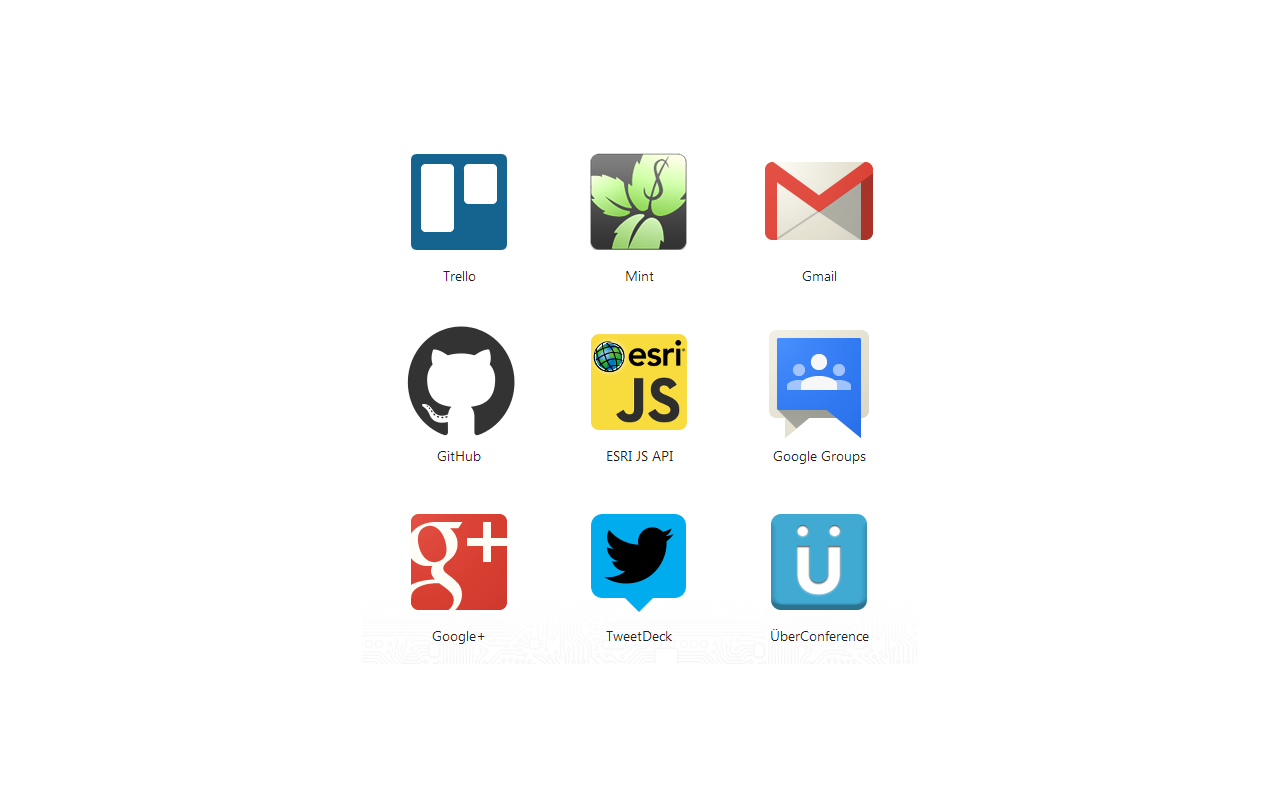 Trello
Mint
Gmail
GitHub
esri
JS
ESRI JS API
Google Groups
g+
Ü
Google+
TweetDeck
ÜberConference